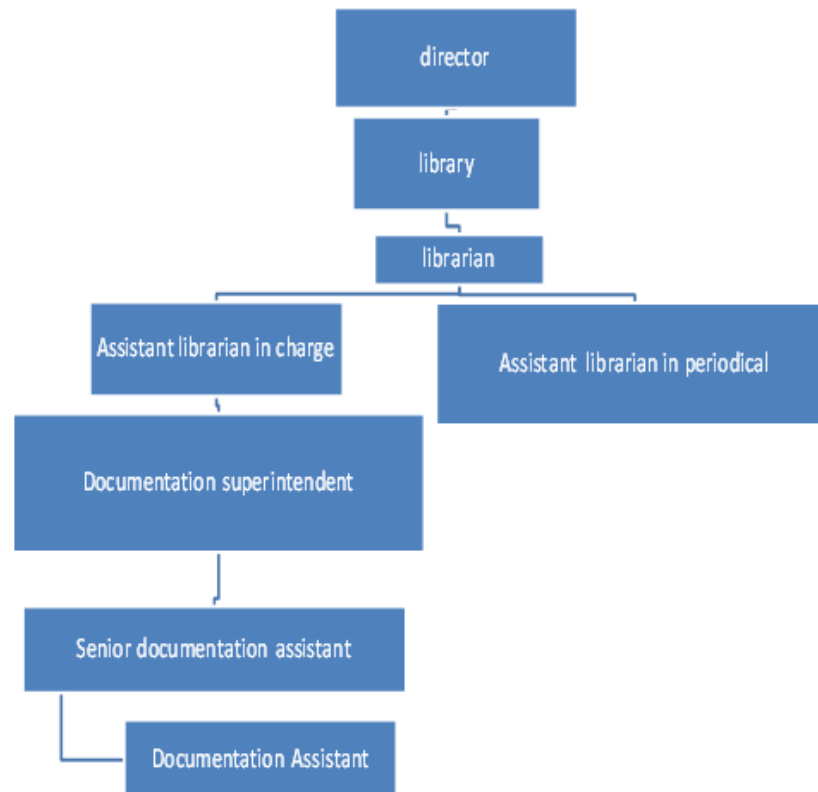 director
library
librarian
Assistant librarian in charge
Assistant librarian in periodical
Documentation superintendent
Senior documentation assistant
Documentation Assistant